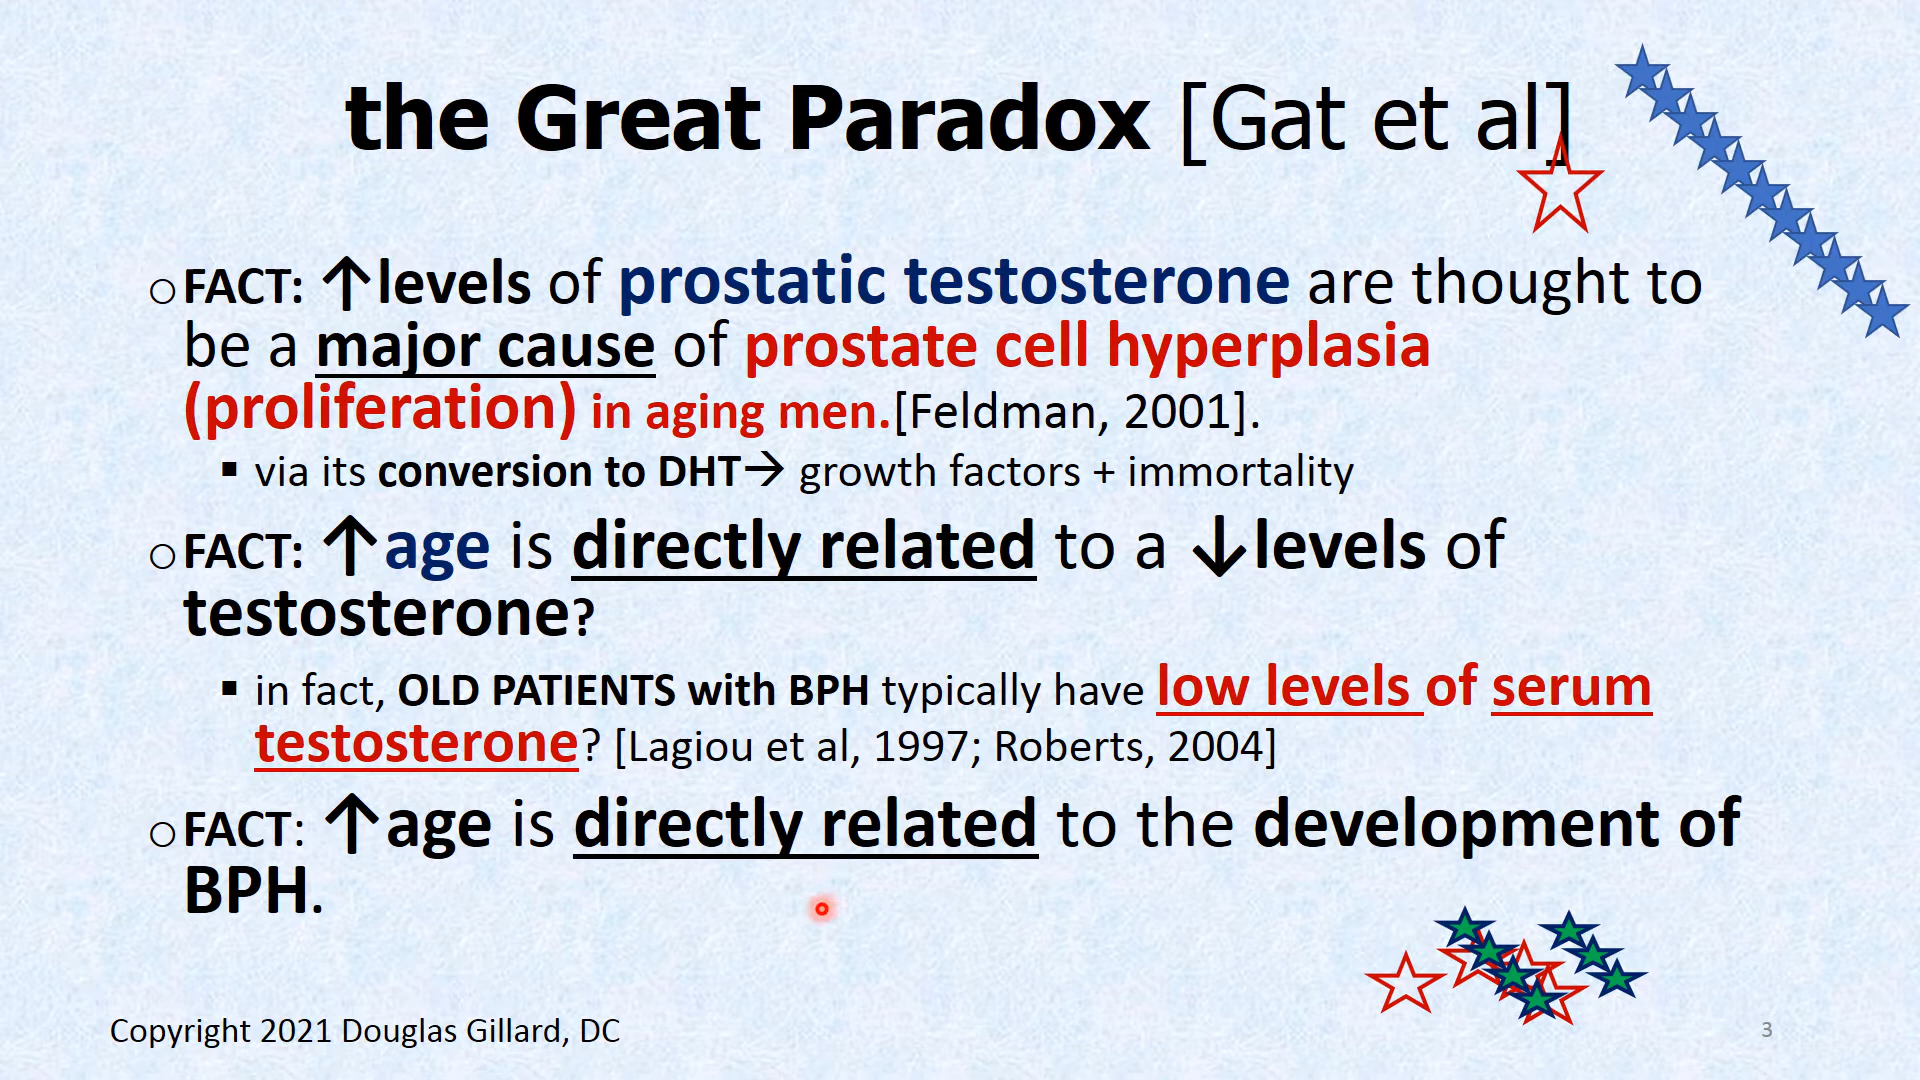 the Great Paradox [Gat et al]
FACT: ↑levels of prostatic testosterone are thought to
be a major cause of prostate cell hyperplasia
(proliferation) in aging men.[Feldman, 2001].
via its conversion to DHT→ growth factors + immortality
FACT: ↑age is directly related to a ↓levels of
testosterone?
in fact, OLD PATIENTS with BPH typically have low levels of serum
testosterone? [Lagiou et al, 1997; Roberts, 2004]
FACT: ↑age is directly related to the development of
BPH.
Copyright 2021 Douglas Gillard, DC
3